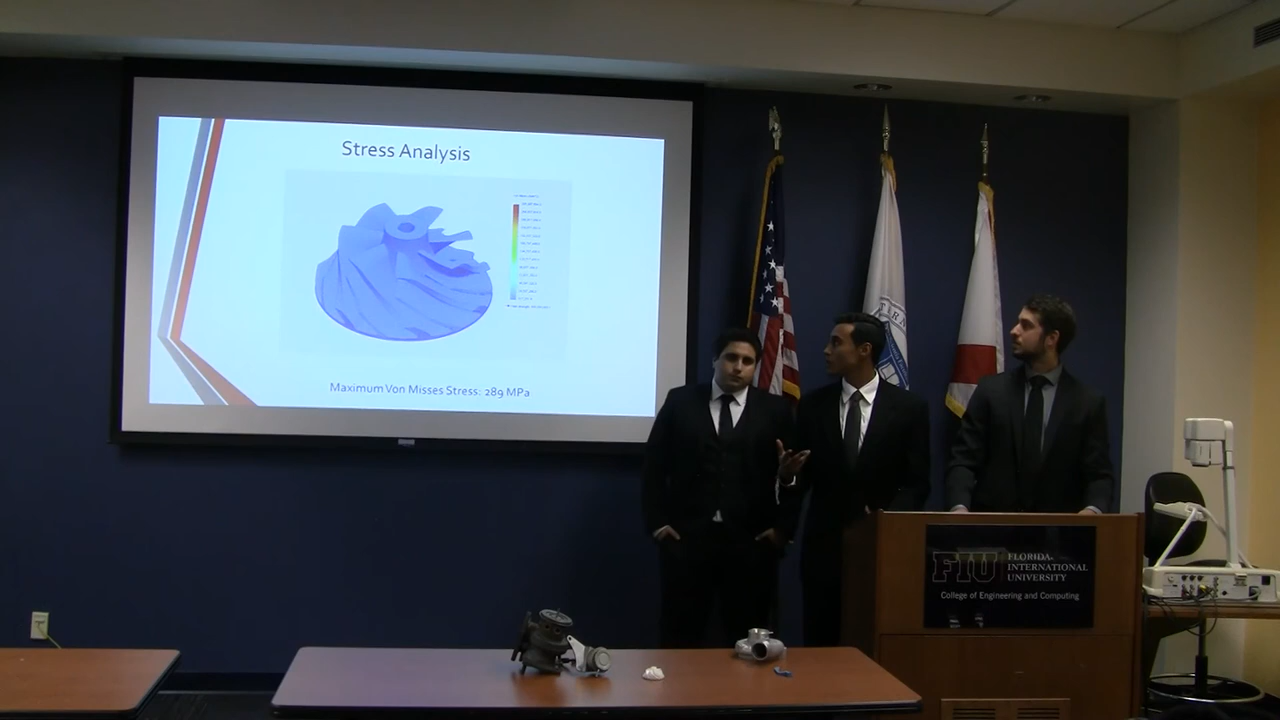 Stress Analysis
Maximum Von Misses Stress: 289 MPa
FIU
FLORIDA
INTERNATIONAL
UNIVERSITY
College of Engineering and Computing